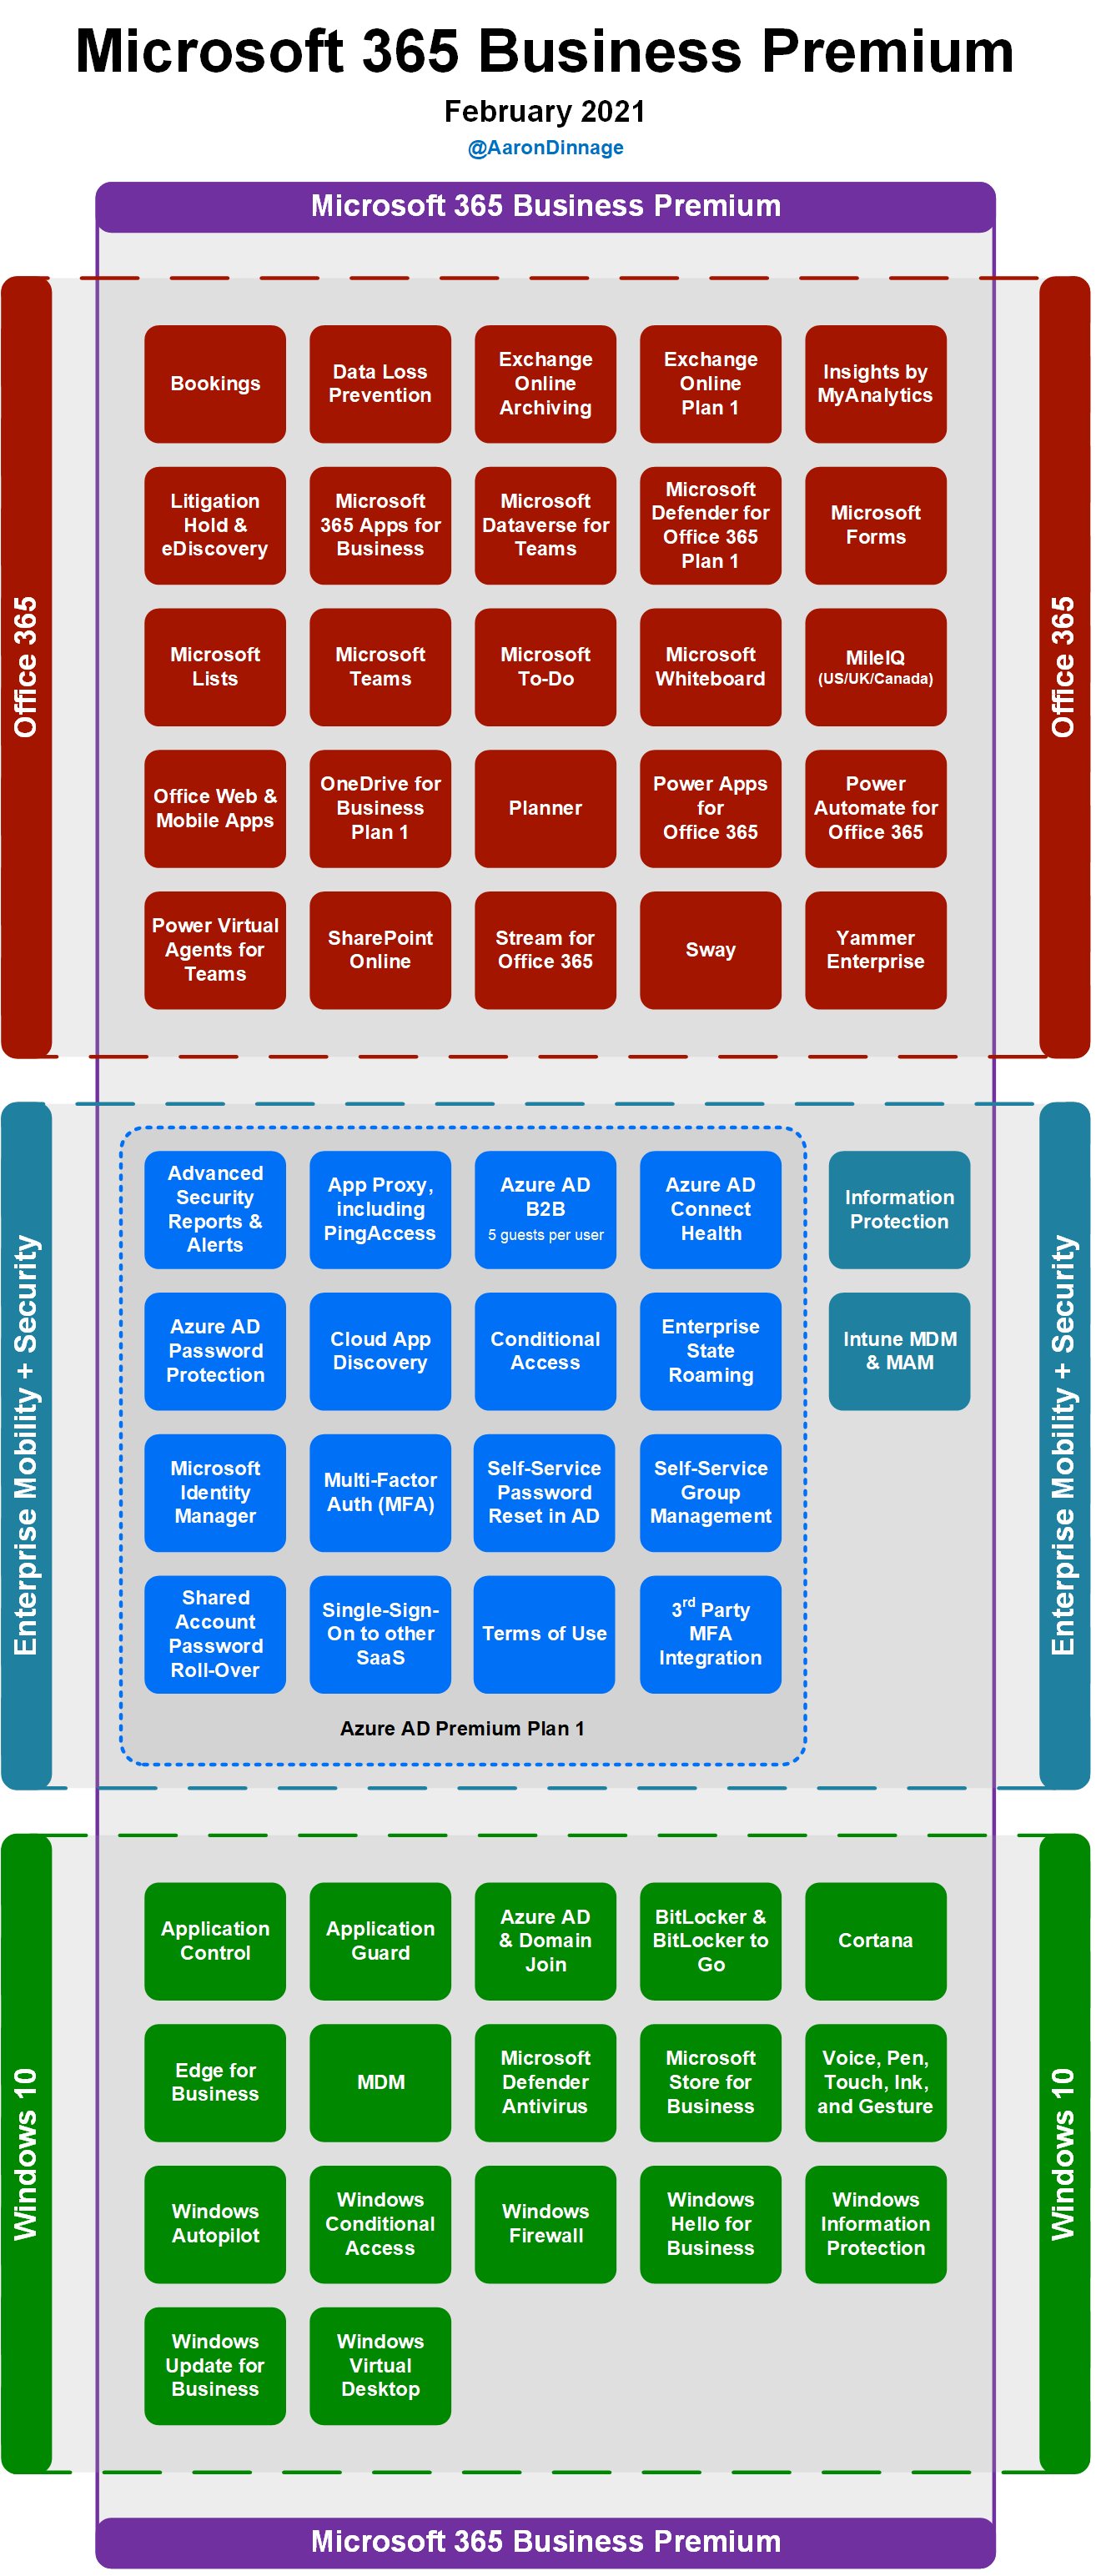 Microsoft 365 Business Premium
February 2021
@AaronDinnage
Microsoft 365 Business Premium
Office 365
Office 365
Bookings
Data Loss
Prevention
Exchange
Online
Archiving
Exchange
Online
Plan 1
Insights by
MyAnalytics
Litigation
Hold &
eDiscovery
Microsoft
365 Apps for
Business
Microsoft
Dataverse for
Teams
Microsoft
Defender for
Office 365
Plan 1
Microsoft
Forms
Microsoft
Lists
Microsoft
Teams
Microsoft
To-Do
Microsoft
Whiteboard
MileIQ
(US/UK/Canada)
Office Web &
Mobile Apps
OneDrive for
Business
Plan 1
Planner
Power Apps
for
Office 365
Power
Automate for
Office 365
Power Virtual
Agents for
Teams
SharePoint
Online
Stream for
Office 365
Sway
Yammer
Enterprise
Enterprise Mobility + Security
Enterprise Mobility + Security
Advanced
Security
Reports &
Alerts
App Proxy,
including
PingAccess
Azure AD
B2B
5 guests per user
Azure AD
Connect
Health
Information
Protection
Azure AD
Password
Protection
Cloud App
Discovery
Conditional
Access
Enterprise
State
Roaming
Intune MDM
& MAM
Microsoft
Identity
Manager
Multi-Factor
Auth (MFA)
Self-Service
Password
Reset in AD
Self-Service
Group
Management
Shared
Account
Password
Roll-Over
Single-Sign-
On to other
SaaS
Terms of Use
3rd Party
MFA
Integration
Azure AD Premium Plan 1
Windows 10
Windows 10
Application
Control
Application
Guard
Azure AD
& Domain
Join
BitLocker &
BitLocker to
Go
Cortana
Edge for
Business
MDM
Microsoft
Defender
Antivirus
Microsoft
Store for
Business
Voice, Pen,
Touch, Ink,
and Gesture
Windows
Autopilot
Windows
Conditional
Access
Windows
Firewall
Windows
Hello for
Business
Windows
Information
Protection
Windows
Update for
Business
Windows
Virtual
Desktop
Microsoft 365 Business Premium